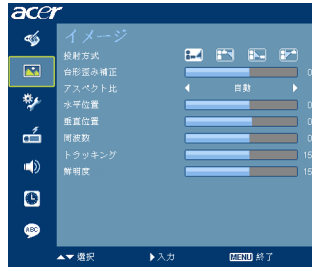 acer
イメージ
投射方式
台形歪み補正 0
アスペクト比 自動
水平位置 0
垂直位置 0
周波数 0
トラッキング 15
鮮明度 15
ABC
選択 入力 MENU 終了